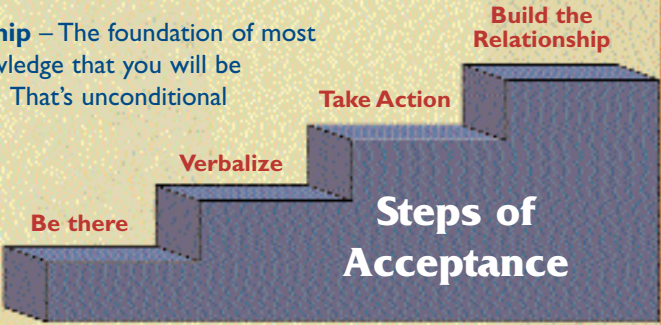 hip – The foundation of most
wledge that you will be
That's unconditional
Build the
Relationship
Take Action
Verbalize
Be there
Steps of
Acceptance